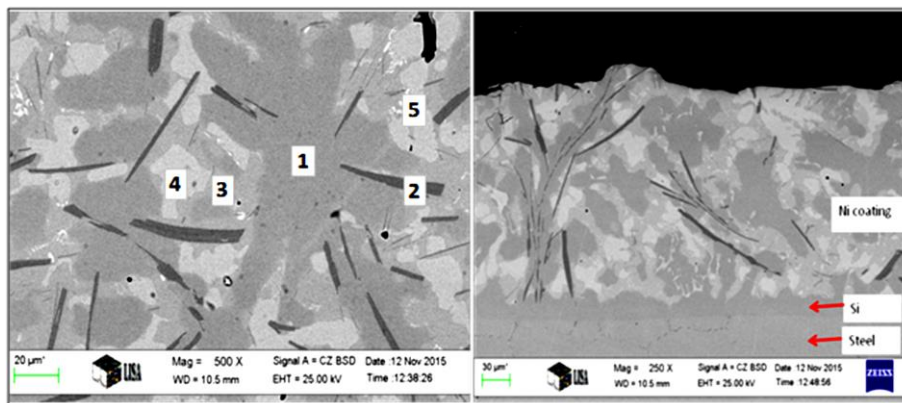 1
2
3
4
5
20 µm
LISA
Mag = 500 X
WD = 10.5 mm
Signal A = CZ BSD
EHT = 25.00 kV
Date :12 Nov 2015
Time :12:38:26
Ni coating
Si
Steel
30 µm
LISA
Mag = 250 X
WD = 10.5 mm
Signal A = CZ BSD
EHT = 25.00 kV
Date :12 Nov 2015
Time :12:48:56
ZEISS